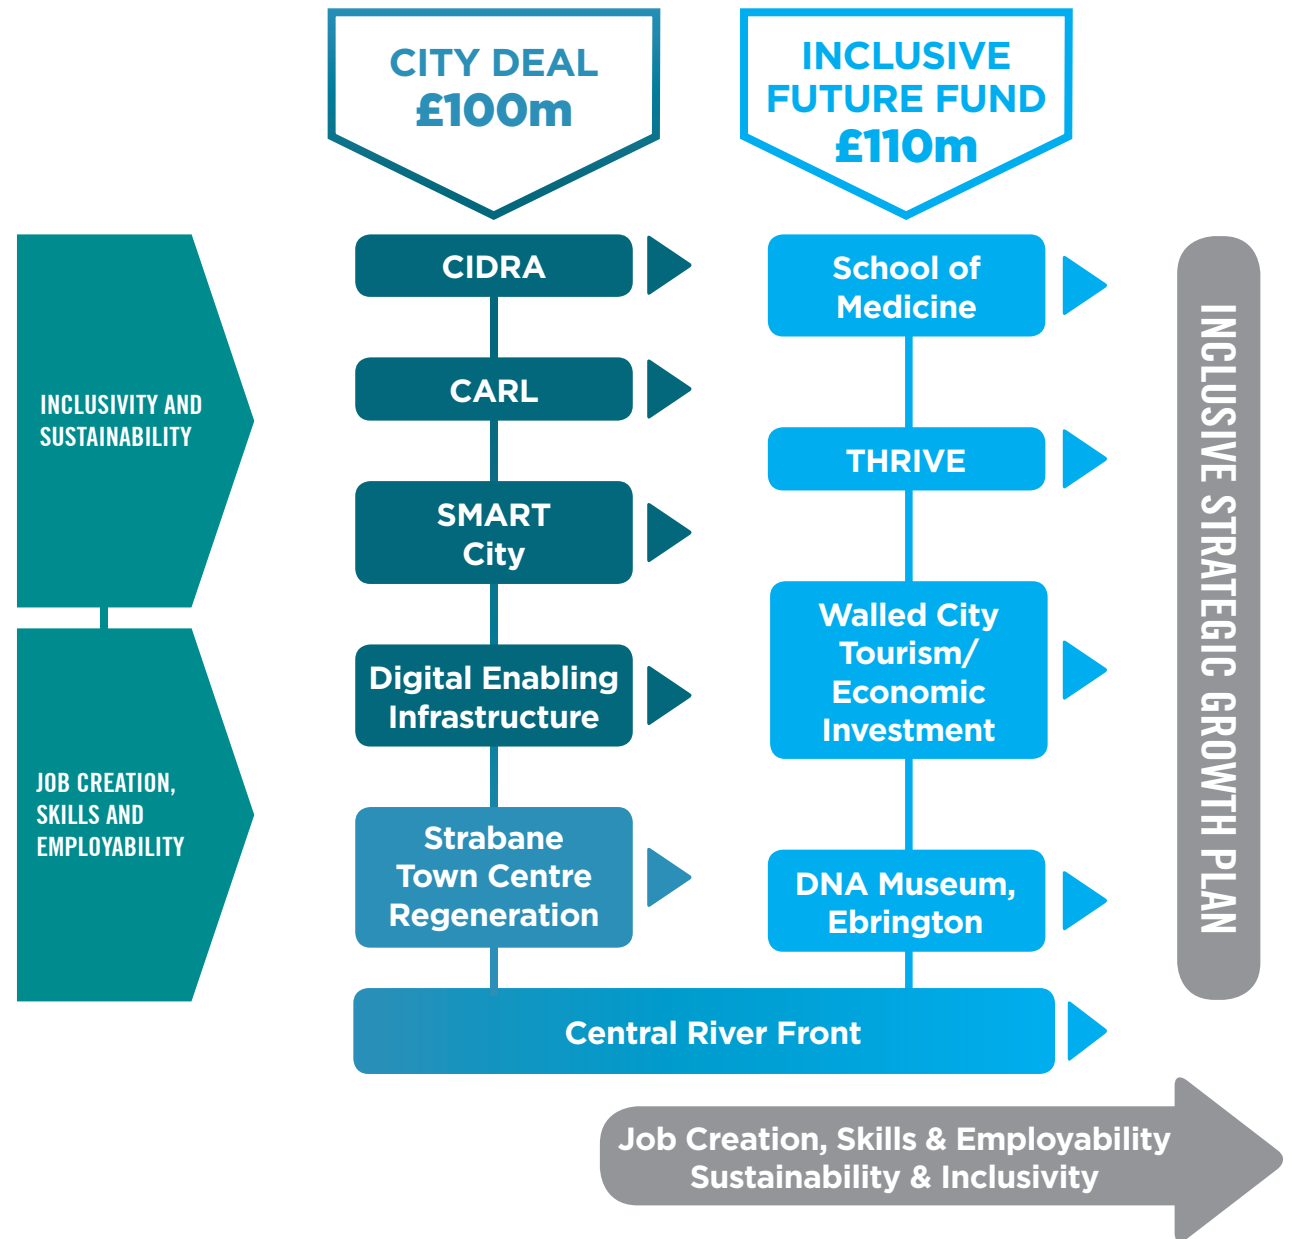 CITY DEAL
£100m
INCLUSIVE
FUTURE FUND
£110m
INCLUSIVITY AND
SUSTAINABILITY
JOB CREATION,
SKILLS AND
EMPLOYABILITY
CIDRA
CARL
SMART
City
Digital Enabling
Infrastructure
Strabane
Town Centre
Regeneration
School of
Medicine
THRIVE
Walled City
Tourism/
Economic
Investment
DNA Museum,
Ebrington
Central River Front
INCLUSIVE STRATEGIC GROWTH PLAN
Job Creation, Skills & Employability
Sustainability & Inclusivity